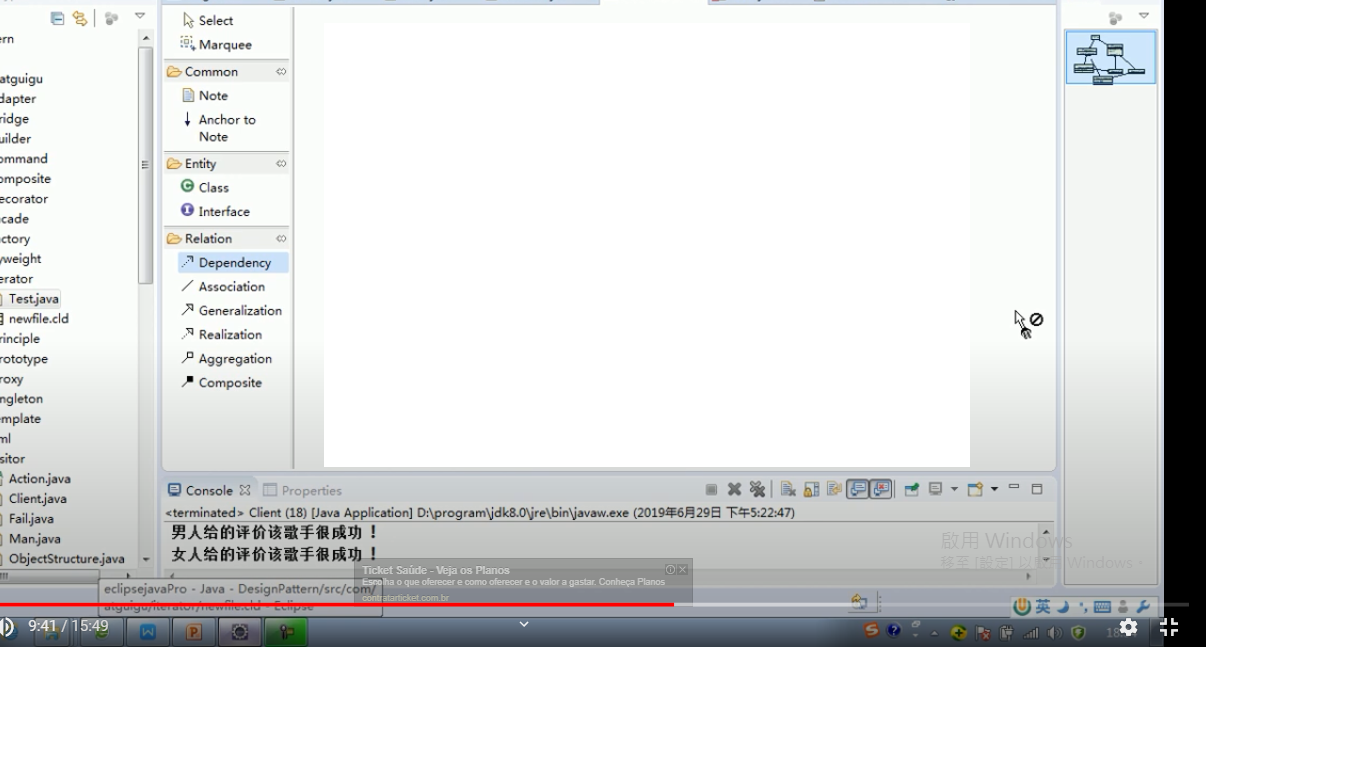 ern
atguigu
dapter
ridge
uilder
ommand
omposite
ecorator
cade
ctory
yweight
erator
Test.java
newfile.cld
rinciple
rototype
roxy
ngleton
mplate
ml
sitor
Action.java
Client.java
Fail.java
Man.java
ObjectStructure.java
Select
Marquee
Common
Note
Anchor to
Note
Entity
Class
Interface
Relation
Dependency
Association
Generalization
Realization
Aggregation
Composite
Console
Properties
<terminated> Client (18) [Java Application] D:\program\jdk8.0\jre\bin\javaw.exe (2019年6月29日 下午5:22:47)
男人给的评价该歌手很成功 !
女人给的评价该歌手很成功 !
啟用 Windows
移至 [設定] 以啟用 Windows。
Ticket Saúde - Veja os Planos
Escolha o que oferecer e como oferecer e o valor a gastar. Conheça Planos
contratarticket.com.br
eclipsejavaPro - Java - DesignPattern/src/com/
atguigu/iterator/newfile.cld - Eclipse
英
9:41 / 15:49